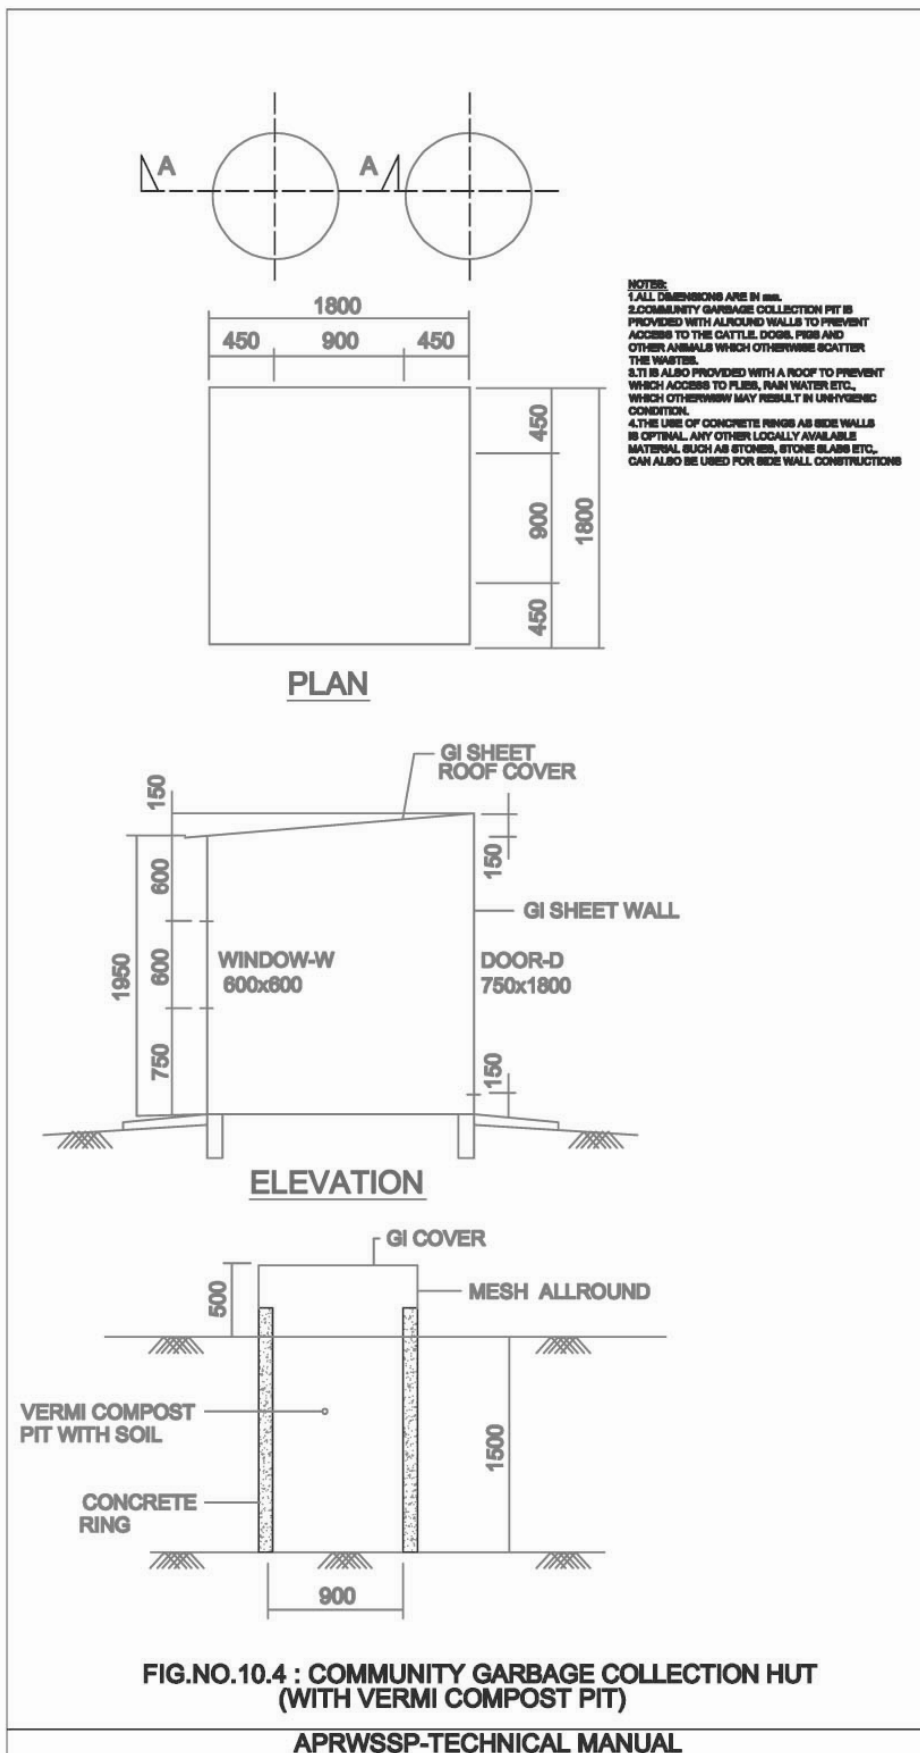 A
A
1800
450
900
450
450
900
450
1800
NOTES:
1.ALL DIMENSIONS ARE IN mm.
2.COMMUNITY GARBAGE COLLECTION PIT IS
PROVIDED WITH ALROUND WALLS TO PREVENT
ACCESS TO THE CATTLE, DOGS, PIGS AND
OTHER ANIMALS WHICH OTHERWISE SCATTER
THE WASTES.
3.TI IS ALSO PROVIDED WITH A ROOF TO PREVENT
WHICH ACCESS TO FLIES, RAIN WATER ETC.,
WHICH OTHERWISW MAY RESULT IN UNHYGENIC
CONDITION.
4.THE USE OF CONCRETE RINGS AS SIDE WALLS
IS OPTINAL. ANY OTHER LOCALLY AVAILABLE
MATERIAL SUCH AS STONES, STONE SLABS ETC.,
CAN ALSO BE USED FOR SIDE WALL CONSTRUCTIONS
PLAN
GI SHEET
ROOF COVER
150
600
600
750
1950
150
GI SHEET WALL
WINDOW-W
600x600
DOOR-D
750x1800
150
ELEVATION
GI COVER
500
MESH ALLROUND
VERMI COMPOST
PIT WITH SOIL
1500
CONCRETE
RING
900
FIG.NO.10.4 : COMMUNITY GARBAGE COLLECTION HUT
(WITH VERMI COMPOST PIT)
APRWSSP-TECHNICAL MANUAL